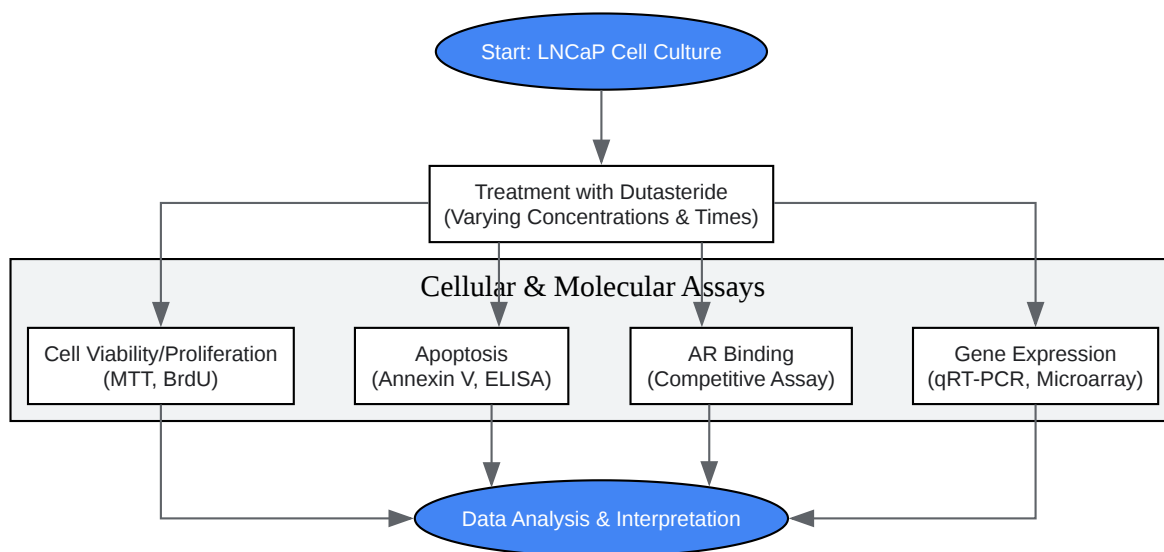 Start: LNCaP Cell Culture
Treatment with Dutasteride
(Varying Concentrations & Times)
Cellular & Molecular Assays
Cell Viability/Proliferation
(MTT, BrdU)
Apoptosis
(Annexin V, ELISA)
AR Binding
(Competitive Assay)
Gene Expression
(qRT-PCR, Microarray)
Data Analysis & Interpretation